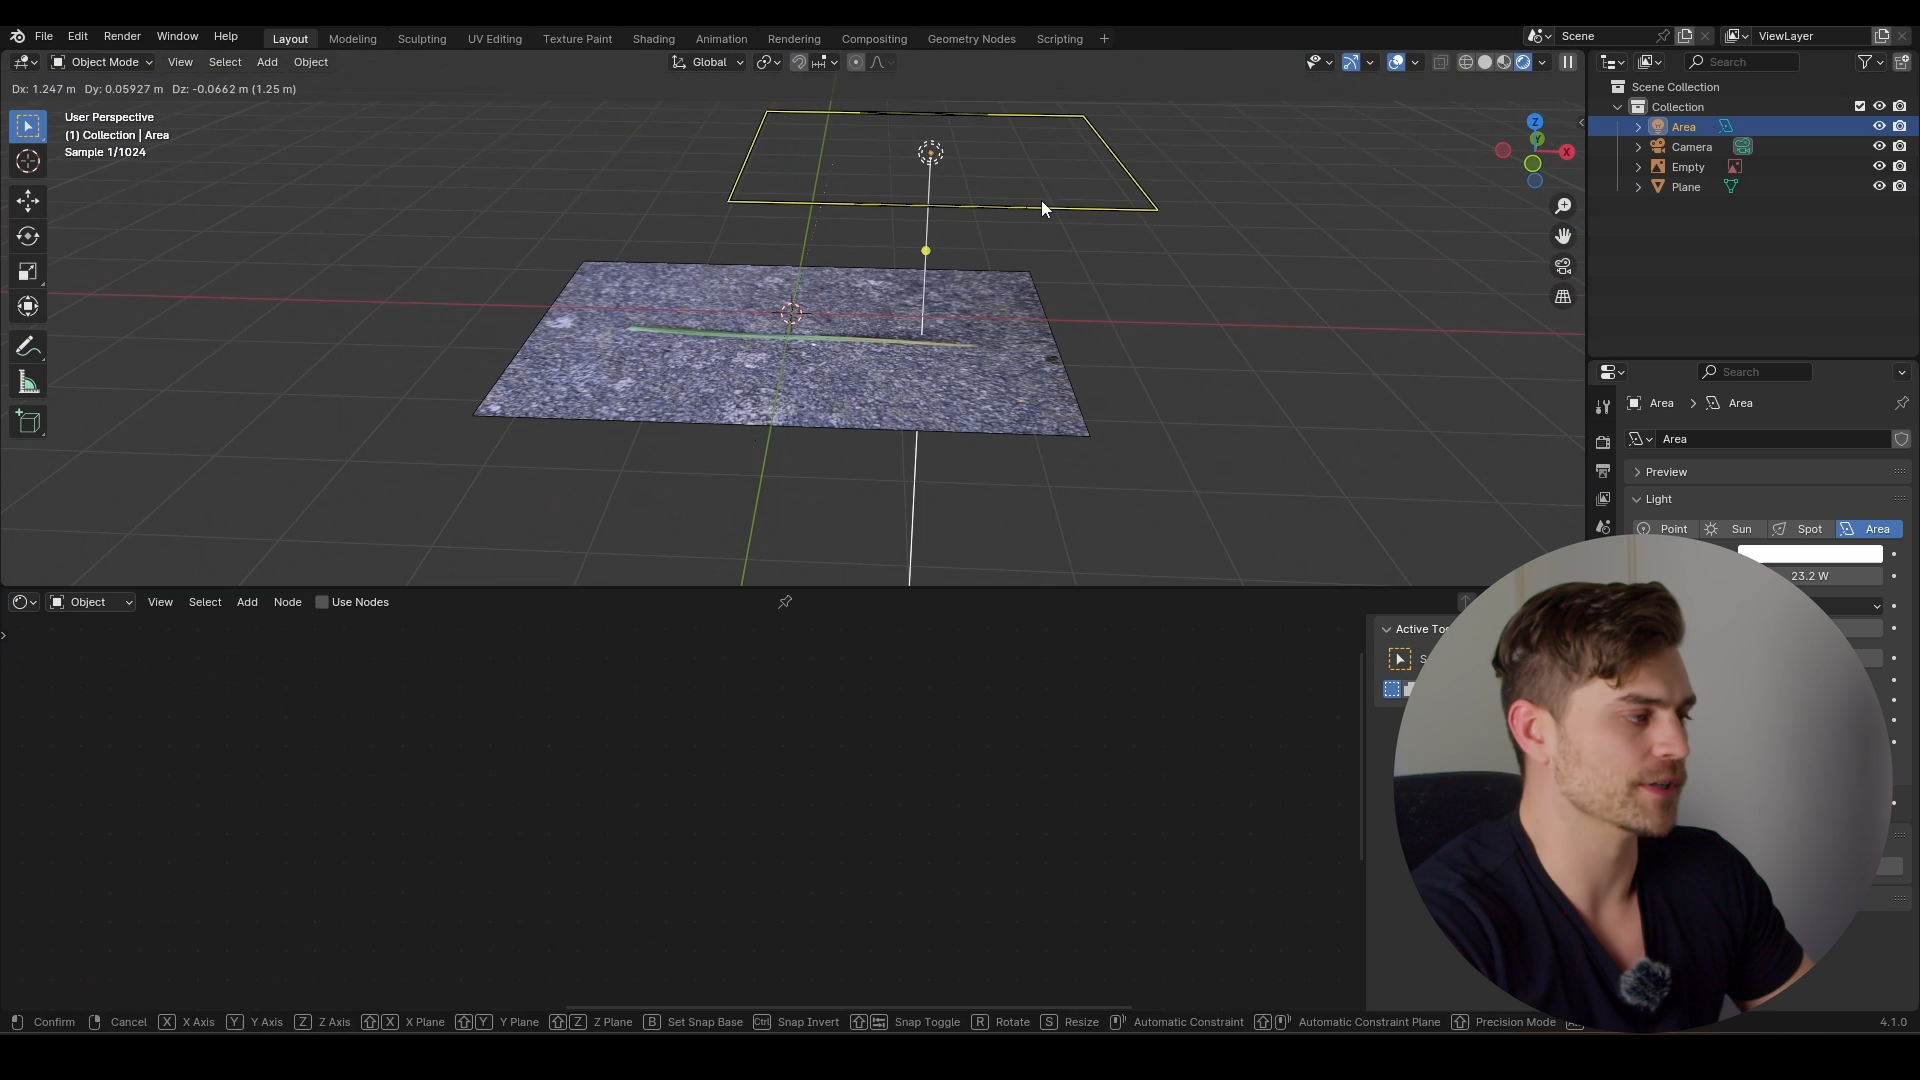 File Edit Render Window Help
Layout Modeling Sculpting UV Editing Texture Paint Shading Animation Rendering Compositing Geometry Nodes Scripting +
Scene
ViewLayer
Object Mode View Select Add Object
Global
Search
Dx: 1.247 m Dy: 0.05927 m Dz: -0.0662 m (1.25 m)
User Perspective
(1) Collection | Area
Sample 1/1024
Z
Y
X
Scene Collection
Collection
Area
Camera
Empty
Plane
Search
Area > Area
Area
Preview
Light
Point Sun Spot Area
23.2 W
Object View Select Add Node Use Nodes
Active To
S
Confirm Cancel X X Axis Y Y Axis Z Z Axis X X Plane Y Y Plane Z Z Plane B Set Snap Base Ctrl Snap Invert Snap Toggle R Rotate S Resize Automatic Constraint Automatic Constraint Plane Precision Mode
4.1.0